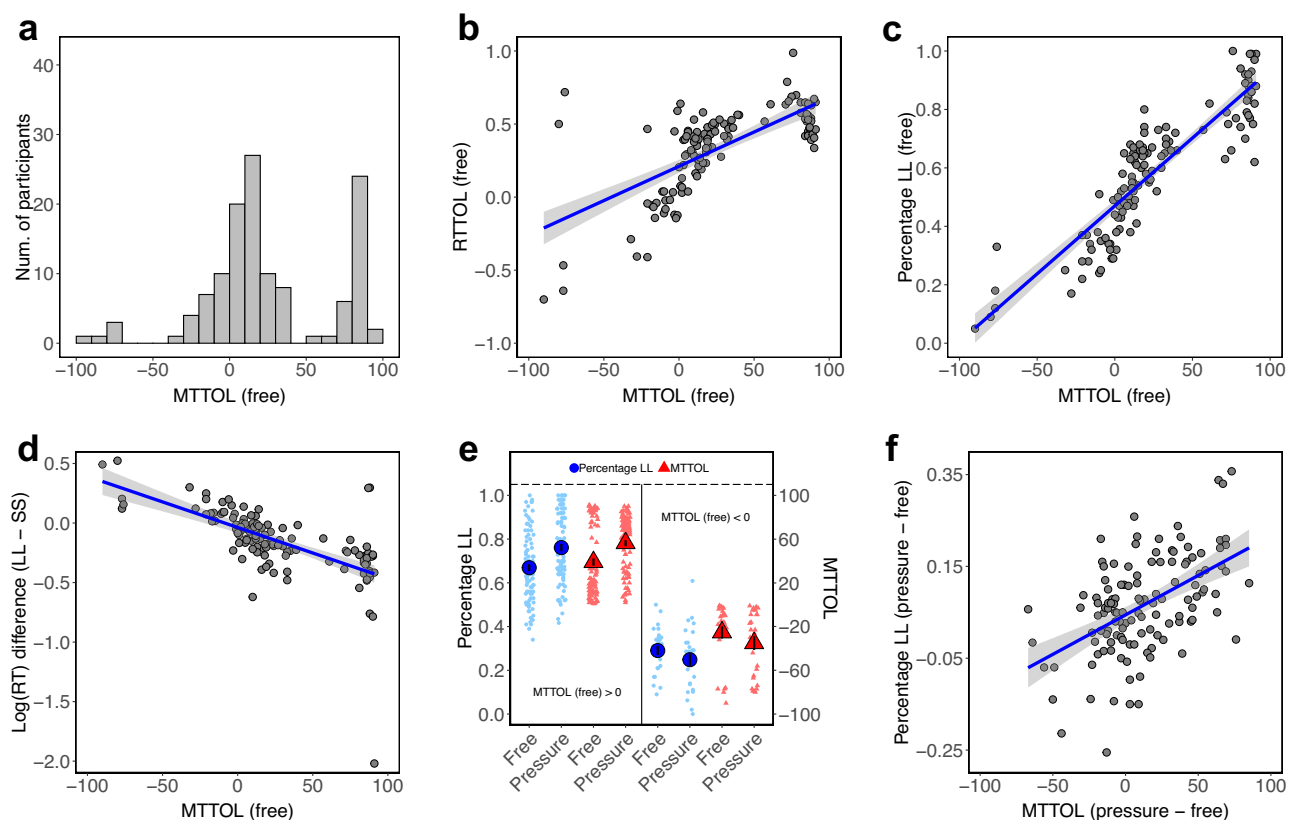 a
Num. of participants
40
30
20
10
0
−100 −50 0 50 100
MTTOL (free)
b
RTTOL (free)
1.0
0.5
0.0
−0.5
−1.0
−100 −50 0 50 100
MTTOL (free)
c
Percentage LL (free)
1.0
0.8
0.6
0.4
0.2
0.0
−100 −50 0 50 100
MTTOL (free)
d
Log(RT) difference (LL − SS)
0.5
0.0
−0.5
−1.0
−1.5
−2.0
−100 −50 0 50 100
MTTOL (free)
e
Percentage LL MTTOL
Percentage LL
1.0
0.8
0.6
0.4
0.2
0.0
MTTOL (free) > 0
MTTOL (free) < 0
100
60
20
−20
−60
−100
MTTOL
Free Pressure Free Pressure Free Pressure Free Pressure
f
Percentage LL (pressure − free)
0.35
0.15
−0.05
−0.25
−100 −50 0 50 100
MTTOL (pressure − free)